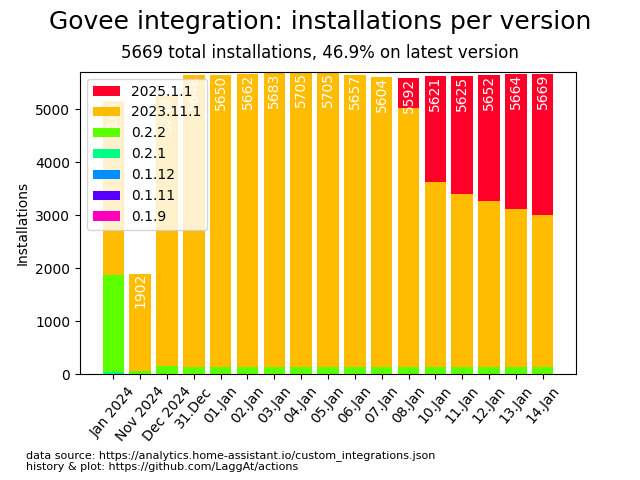 Govee integration: installations per version
5669 total installations, 46.9% on latest version
Installations
5000
4000
3000
2000
1000
0
2025.1.1
2023.11.1
0.2.2
0.2.1
0.1.12
0.1.11
0.1.9
1902
5650
5662
5683
5705
5705
5657
5604
5592
5621
5625
5652
5664
5669
Jan 2024
Nov 2024
Dec 2024
31.Dec
01.Jan
02.Jan
03.Jan
04.Jan
05.Jan
06.Jan
07.Jan
08.Jan
10.Jan
11.Jan
12.Jan
13.Jan
14.Jan
data source: https://analytics.home-assistant.io/custom_integrations.json
history & plot: https://github.com/LaggAt/actions